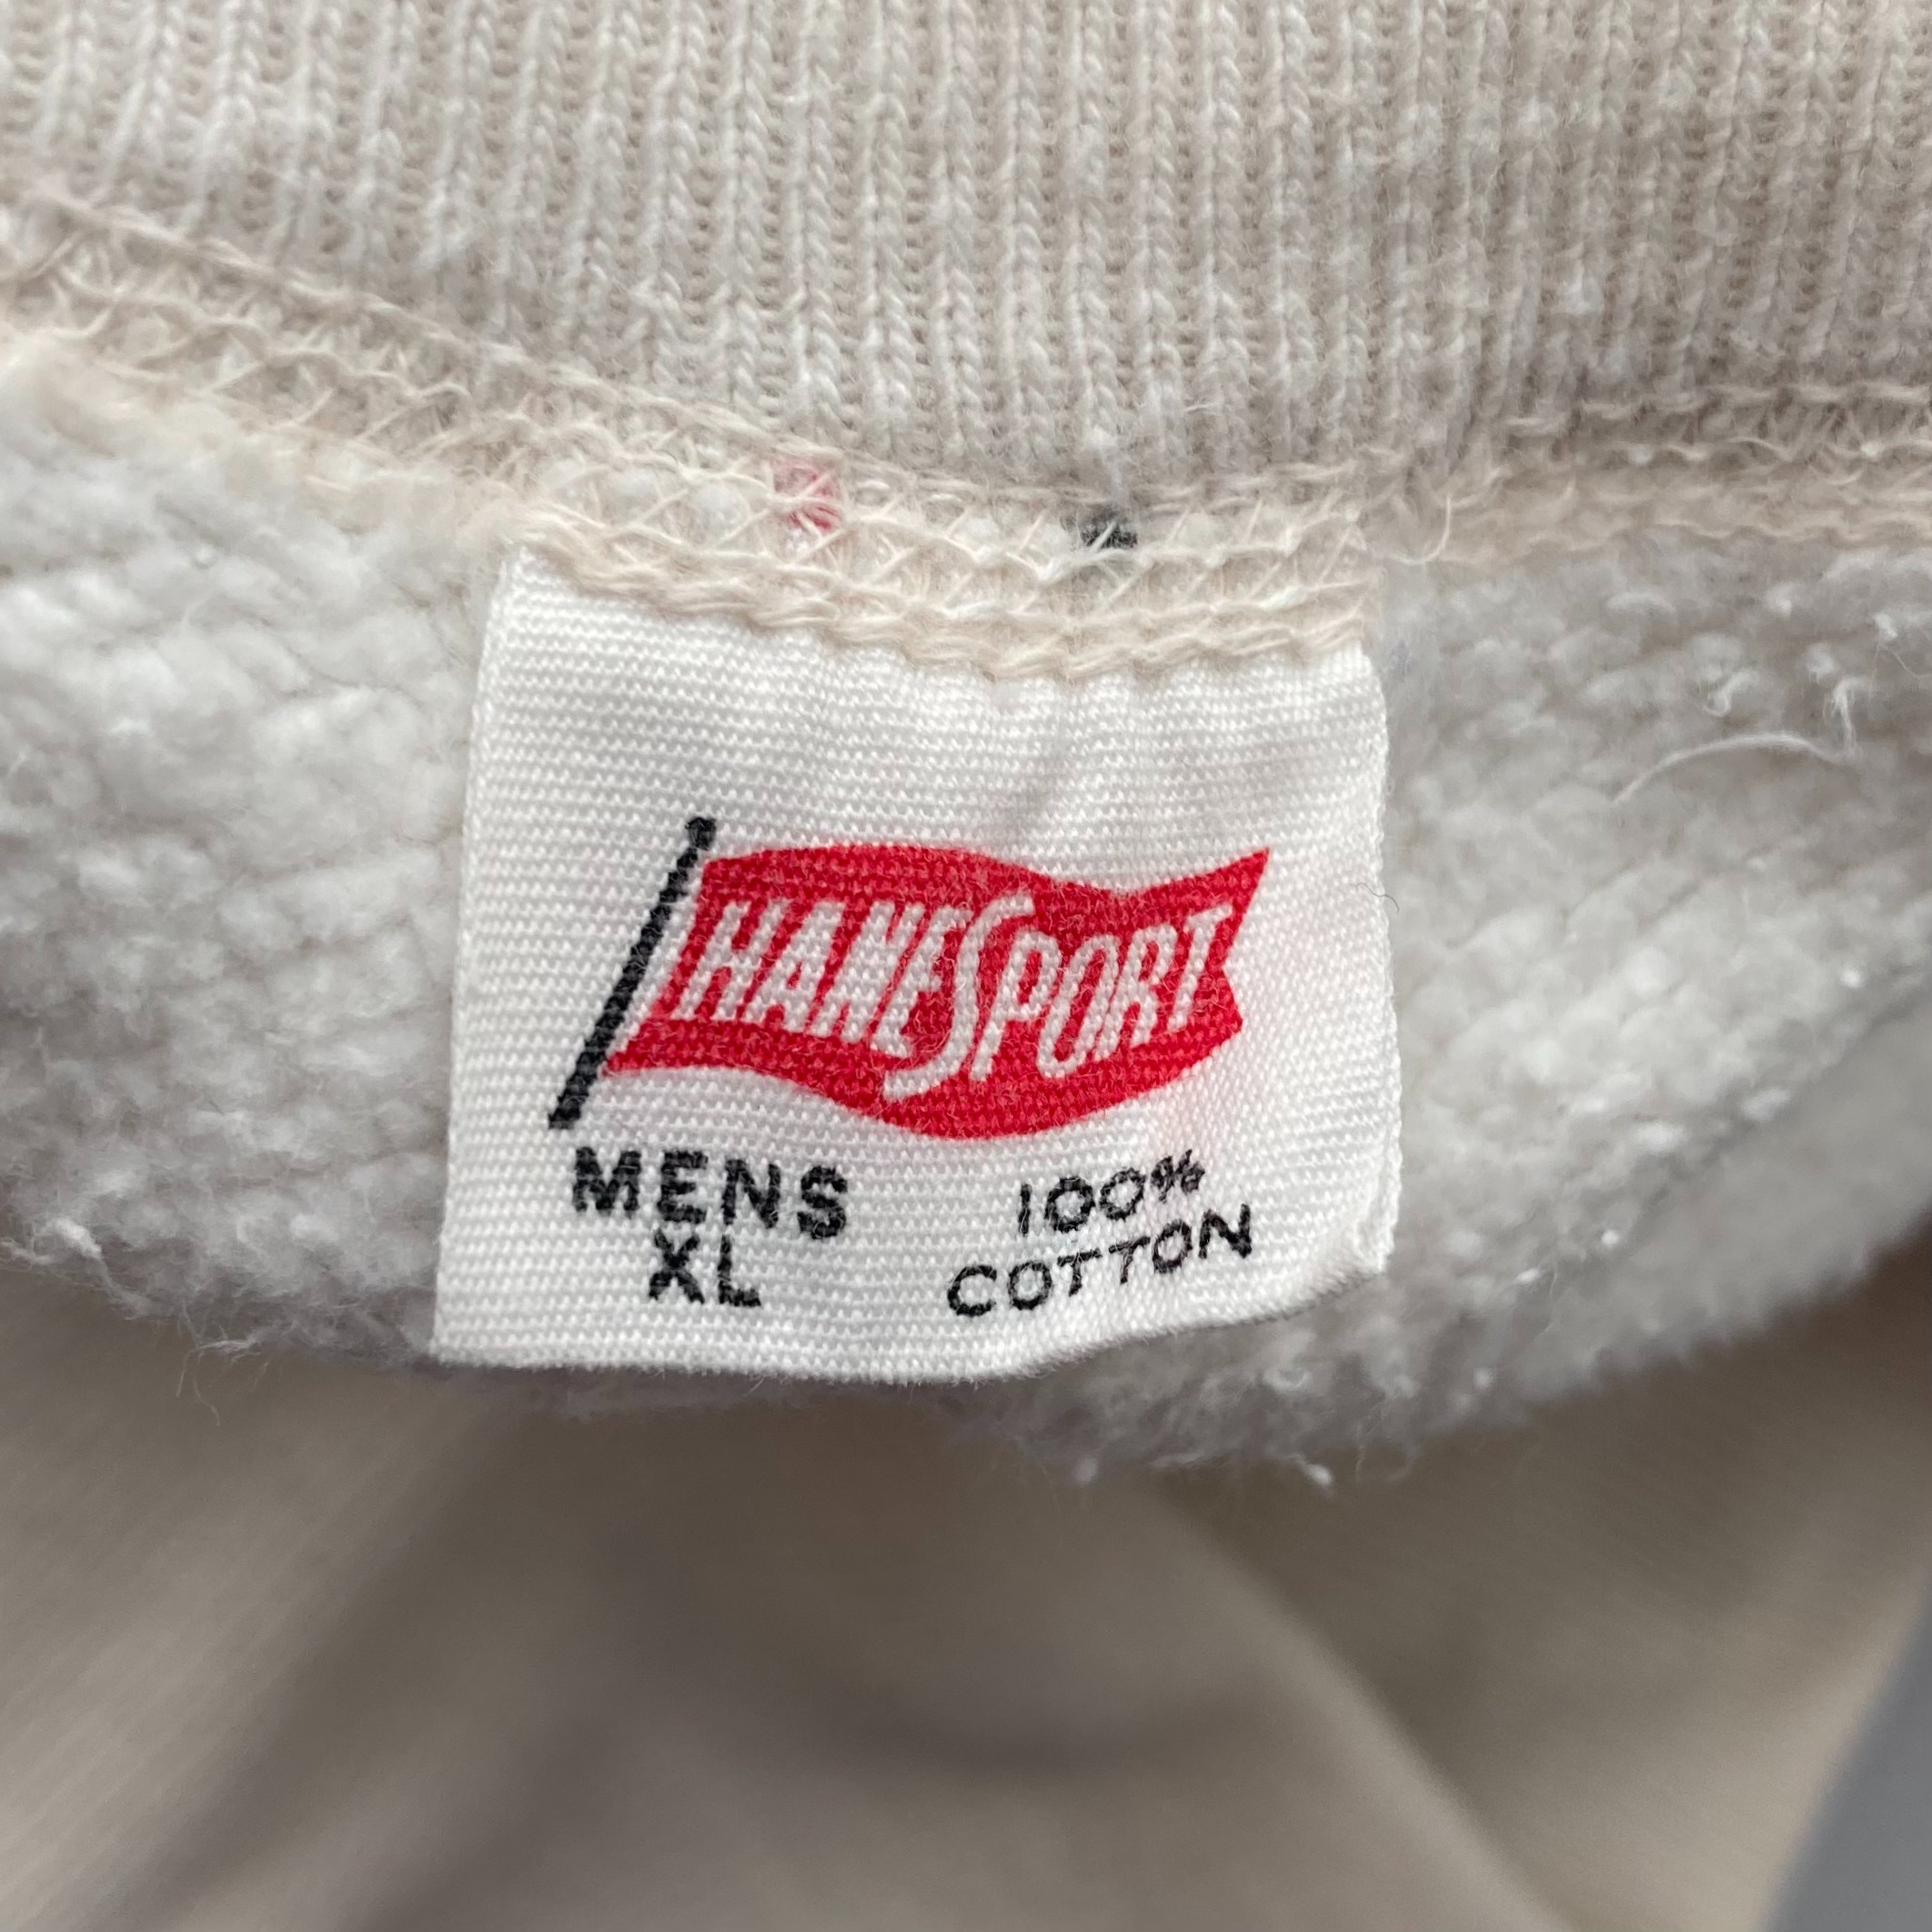 HANESPORT
MENS
XL
100%
COTTON